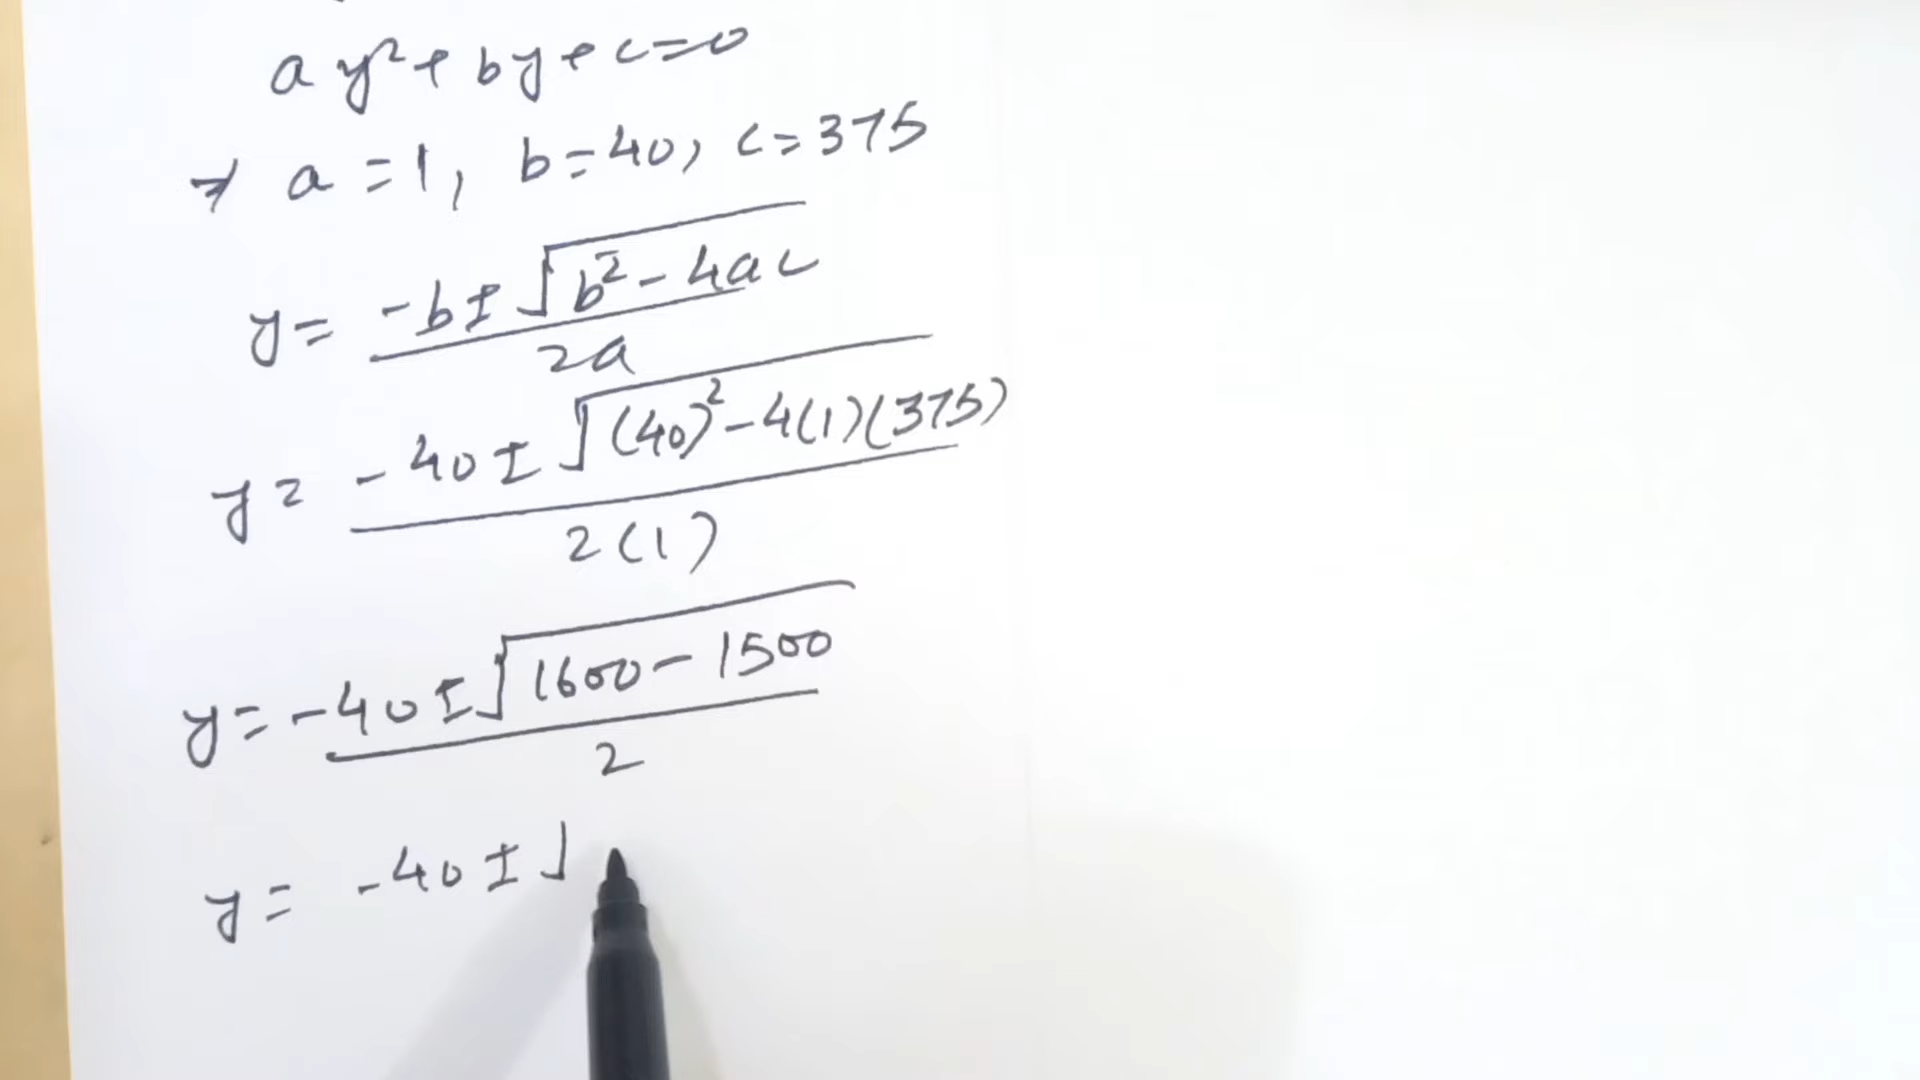 ay²+by+c=0
⇒ a=1, b=40, c=375
y= -b±√b²-4ac
2a
y= -40±√(40)²-4(1)(375)
2(1)
y= -40±√1600-1500
2
y= -40±√